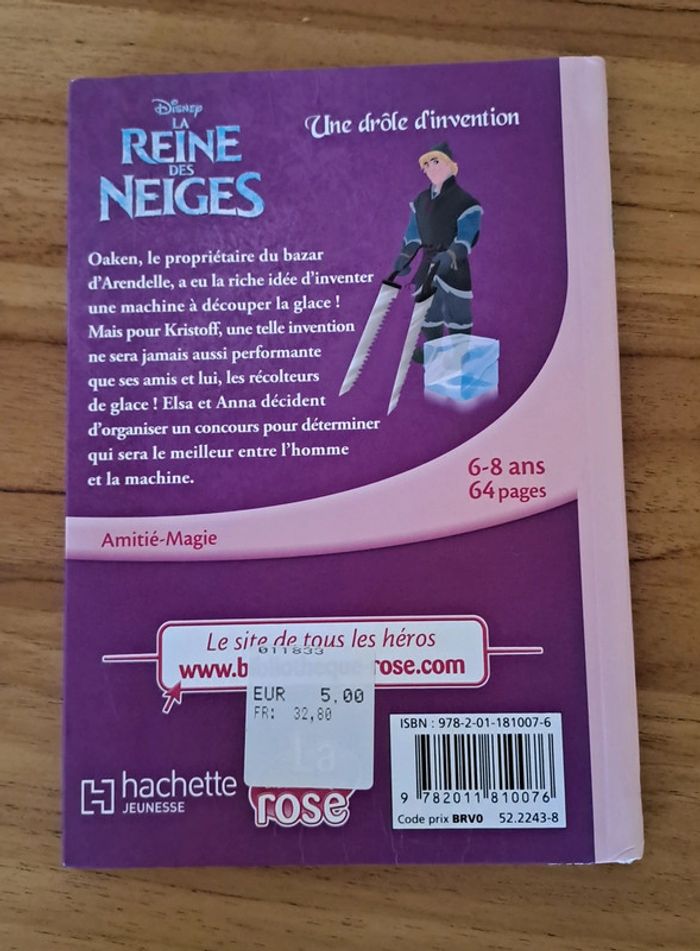 Disney
LA
REINE
DES
NEIGES
Une drôle d'invention
Oaken, le propriétaire du bazar
d'Arendelle, a eu la riche idée d'inventer
une machine à découper la glace !
Mais pour Kristoff, une telle invention
ne sera jamais aussi performante
que ses amis et lui, les récolteurs
de glace ! Elsa et Anna décident
d'organiser un concours pour déterminer
qui sera le meilleur entre l'homme
et la machine.
6-8 ans
64 pages
Amitié-Magie
Le site de tous les héros
www.bibliotheque-rose.com
011833
EUR 5,00
FR: 32,80
hachette
JEUNESSE
La
rose
ISBN : 978-2-01-181007-6
9 782011 810076
Code prix BRV0 52.2243-8